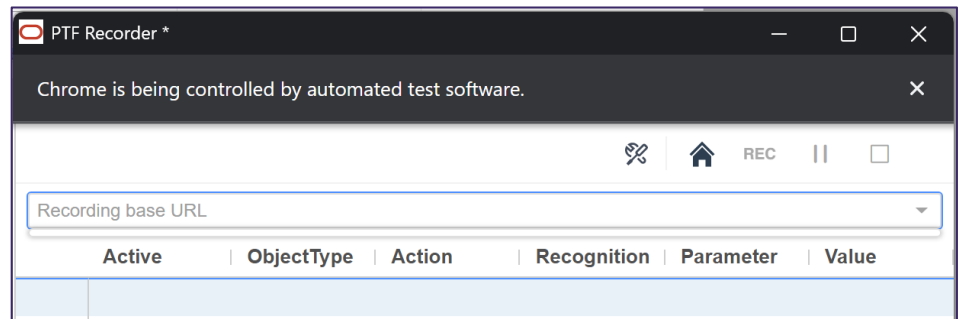 PTF Recorder *
Chrome is being controlled by automated test software.
REC
Recording base URL
Active ObjectType Action Recognition Parameter Value